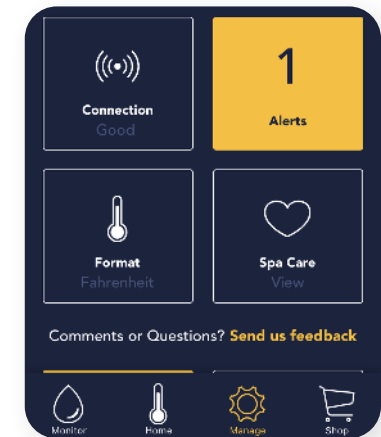 1
Connection
Good
Alerts
Format
Fahrenheit
Spa Care
View
Comments or Questions? Send us feedback
Monitor
Home
Manage
Shop